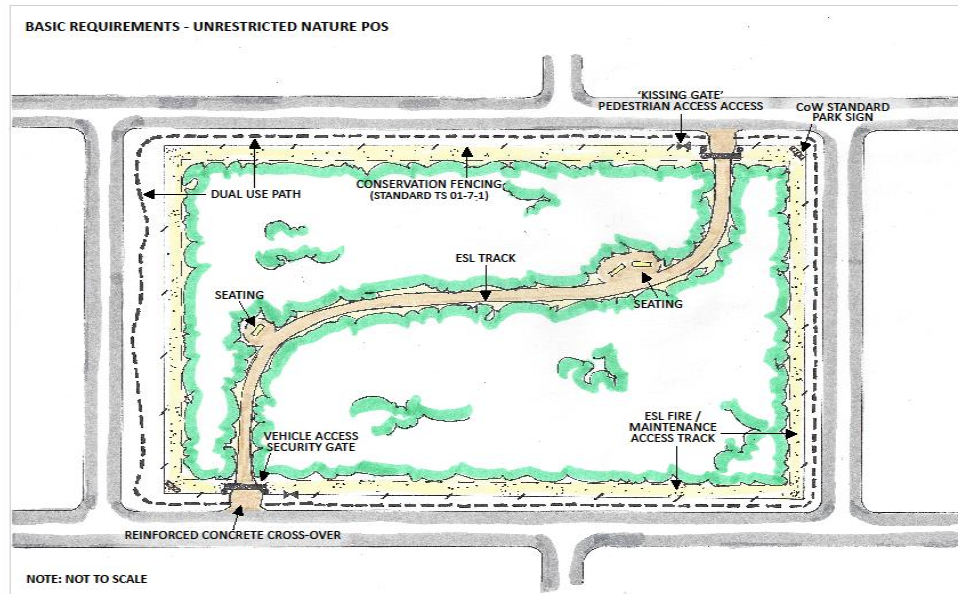 BASIC REQUIREMENTS - UNRESTRICTED NATURE POS
'KISSING GATE'
PEDESTRIAN ACCESS ACCESS
CoW STANDARD
PARK SIGN
DUAL USE PATH
CONSERVATION FENCING
(STANDARD TS 01-7-1)
ESL TRACK
SEATING
SEATING
ESL FIRE /
MAINTENANCE
ACCESS TRACK
VEHICLE ACCESS
SECURITY GATE
REINFORCED CONCRETE CROSS-OVER
NOTE: NOT TO SCALE